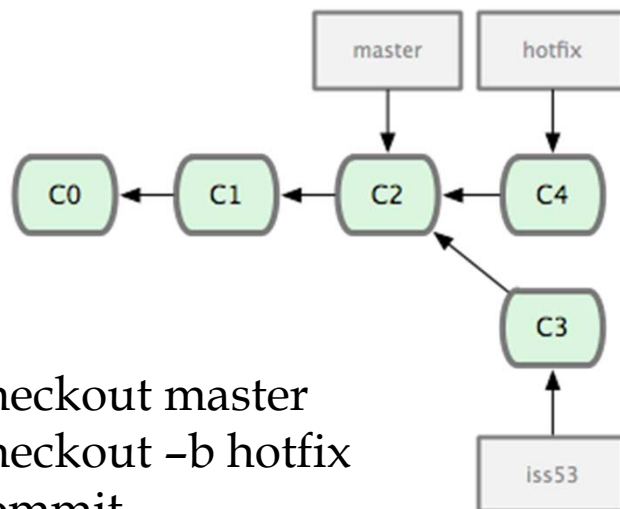 master hotfix
C0 C1 C2 C4
C3
heckout master
heckout –b hotfix
iss53